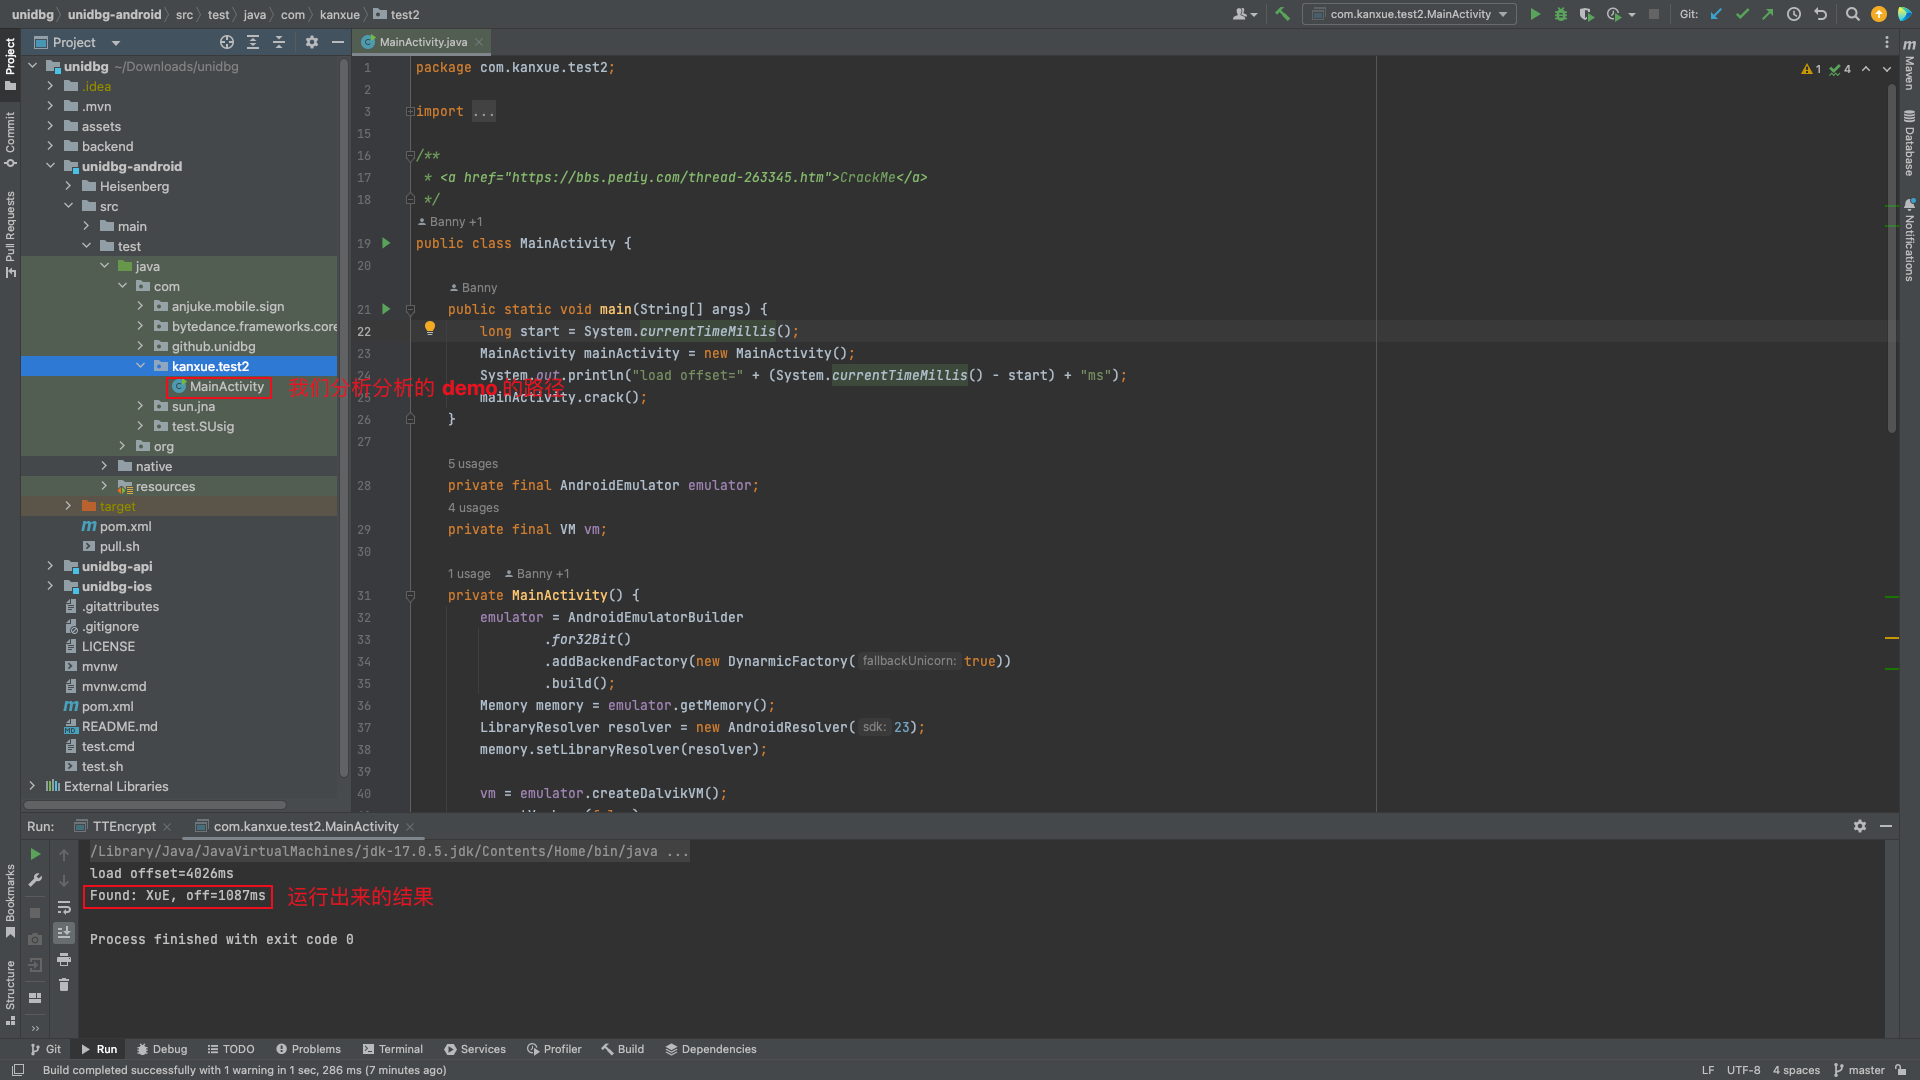 unidbg unidbg-android src test java com kanxue test2
com.kanxue.test2.MainActivity
Git:
Project
MainActivity.java
Project
Commit
Pull Requests
Bookmarks
Structure
unidbg ~/Downloads/unidbg
.idea
.mvn
assets
backend
unidbg-android
Heisenberg
src
main
test
java
com
anjuke.mobile.sign
bytedance.frameworks.core
github.unidbg
kanxue.test2
MainActivity
我们分析分析的 demo 的路径
sun.jna
test.SUsig
org
native
resources
target
pom.xml
pull.sh
unidbg-api
unidbg-ios
.gitattributes
.gitignore
LICENSE
mvnw
mvnw.cmd
pom.xml
README.md
test.cmd
test.sh
External Libraries
1 package com.kanxue.test2;
2
3 import ...
15
16 /**
17 * <a href="https://bbs.pediy.com/thread-263345.htm">CrackMe</a>
18 */
Banny +1
19 public class MainActivity {
20
Banny
21 public static void main(String[] args) {
22 long start = System.currentTimeMillis();
23 MainActivity mainActivity = new MainActivity();
24 System.out.println("load offset=" + (System.currentTimeMillis() - start) + "ms");
25 mainActivity.crack();
26 }
27
5 usages
28 private final AndroidEmulator emulator;
4 usages
29 private final VM vm;
30
1 usage Banny +1
31 private MainActivity() {
32 emulator = AndroidEmulatorBuilder
33 .for32Bit()
34 .addBackendFactory(new DynarmicFactory( fallbackUnicorn: true))
35 .build();
36 Memory memory = emulator.getMemory();
37 LibraryResolver resolver = new AndroidResolver( sdk: 23);
38 memory.setLibraryResolver(resolver);
39
40 vm = emulator.createDalvikVM();
1 4
m
Maven
Database
Notifications
Run: TTEncrypt com.kanxue.test2.MainActivity
/Library/Java/JavaVirtualMachines/jdk-17.0.5.jdk/Contents/Home/bin/java ...
load offset=4026ms
Found: XuE, off=1087ms 运行出来的结果
Process finished with exit code 0
Git Run Debug TODO Problems Terminal Services Profiler Build Dependencies
Build completed successfully with 1 warning in 1 sec, 286 ms (7 minutes ago)
LF UTF-8 4 spaces master